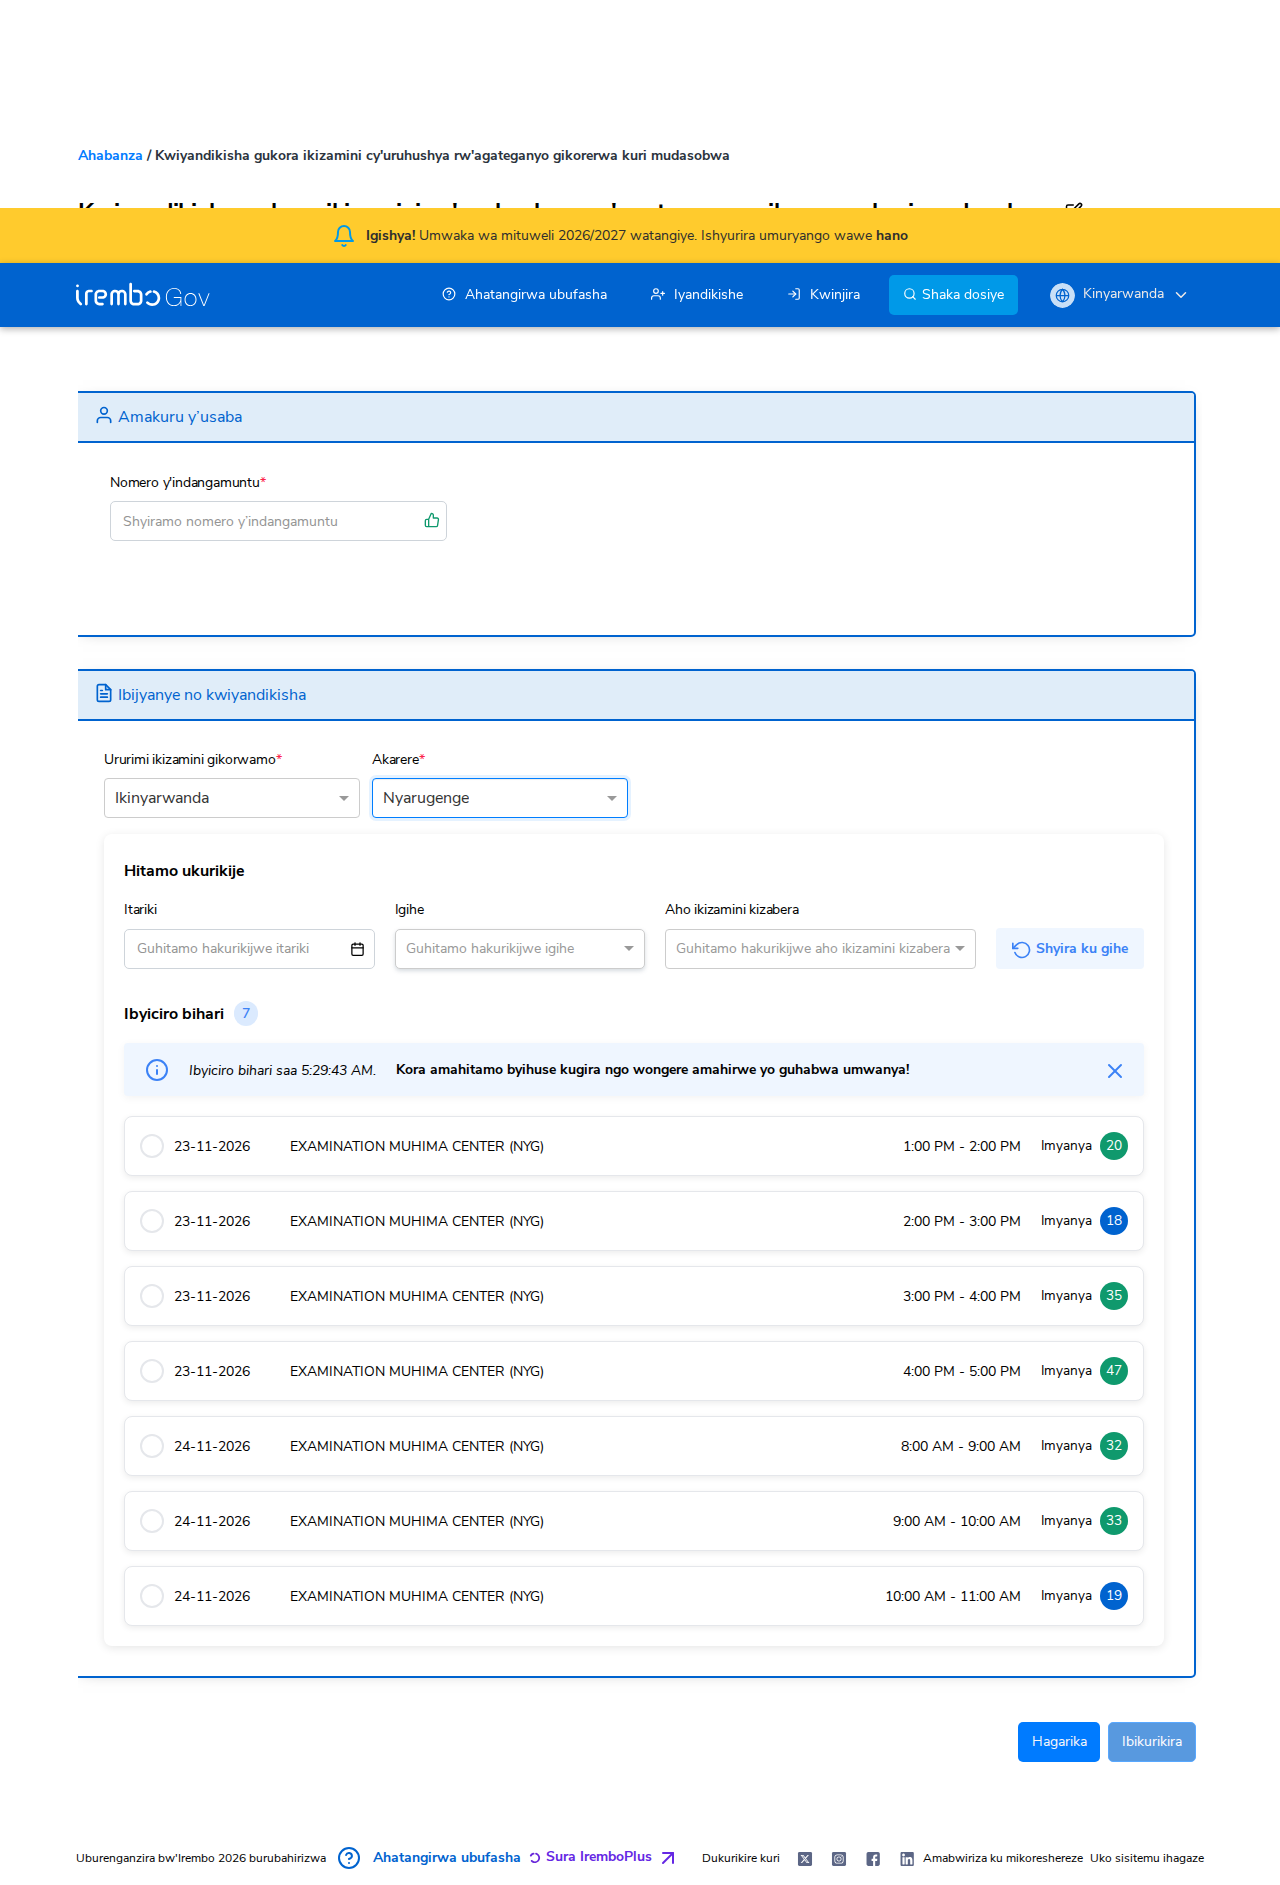 Ahabanza / Kwiyandikisha gukora ikizamini cy'uruhushya rw'agateganyo gikorerwa kuri mudasobwa
Igishya! Umwaka wa mituweli 2026/2027 watangiye. Ishyurira umuryango wawe hano
irembo Gov
Ahatangirwa ubufasha
Iyandikishe
Kwinjira
Shaka dosiye
Kinyarwanda
Amakuru y’usaba
Nomero y'indangamuntu*
Shyiramo nomero y’indangamuntu
Ibijyanye no kwiyandikisha
Ururimi ikizamini gikorwamo* Akarere*
Ikinyarwanda Nyarugenge
Hitamo ukurikije
Itariki Igihe Aho ikizamini kizabera
Guhitamo hakurikijwe itariki Guhitamo hakurikijwe igihe Guhitamo hakurikijwe aho ikizamini kizabera Shyira ku gihe
Ibyiciro bihari 7
Ibyiciro bihari saa 5:29:43 AM. Kora amahitamo byihuse kugira ngo wongere amahirwe yo guhabwa umwanya!
23-11-2026 EXAMINATION MUHIMA CENTER (NYG) 1:00 PM - 2:00 PM Imyanya 20
23-11-2026 EXAMINATION MUHIMA CENTER (NYG) 2:00 PM - 3:00 PM Imyanya 18
23-11-2026 EXAMINATION MUHIMA CENTER (NYG) 3:00 PM - 4:00 PM Imyanya 35
23-11-2026 EXAMINATION MUHIMA CENTER (NYG) 4:00 PM - 5:00 PM Imyanya 47
24-11-2026 EXAMINATION MUHIMA CENTER (NYG) 8:00 AM - 9:00 AM Imyanya 32
24-11-2026 EXAMINATION MUHIMA CENTER (NYG) 9:00 AM - 10:00 AM Imyanya 33
24-11-2026 EXAMINATION MUHIMA CENTER (NYG) 10:00 AM - 11:00 AM Imyanya 19
Hagarika Ibikurikira
Uburenganzira bw'Irembo 2026 burubahirizwa Ahatangirwa ubufasha Sura IremboPlus Dukurikire kuri Amabwiriza ku mikoreshereze Uko sisitemu ihagaze